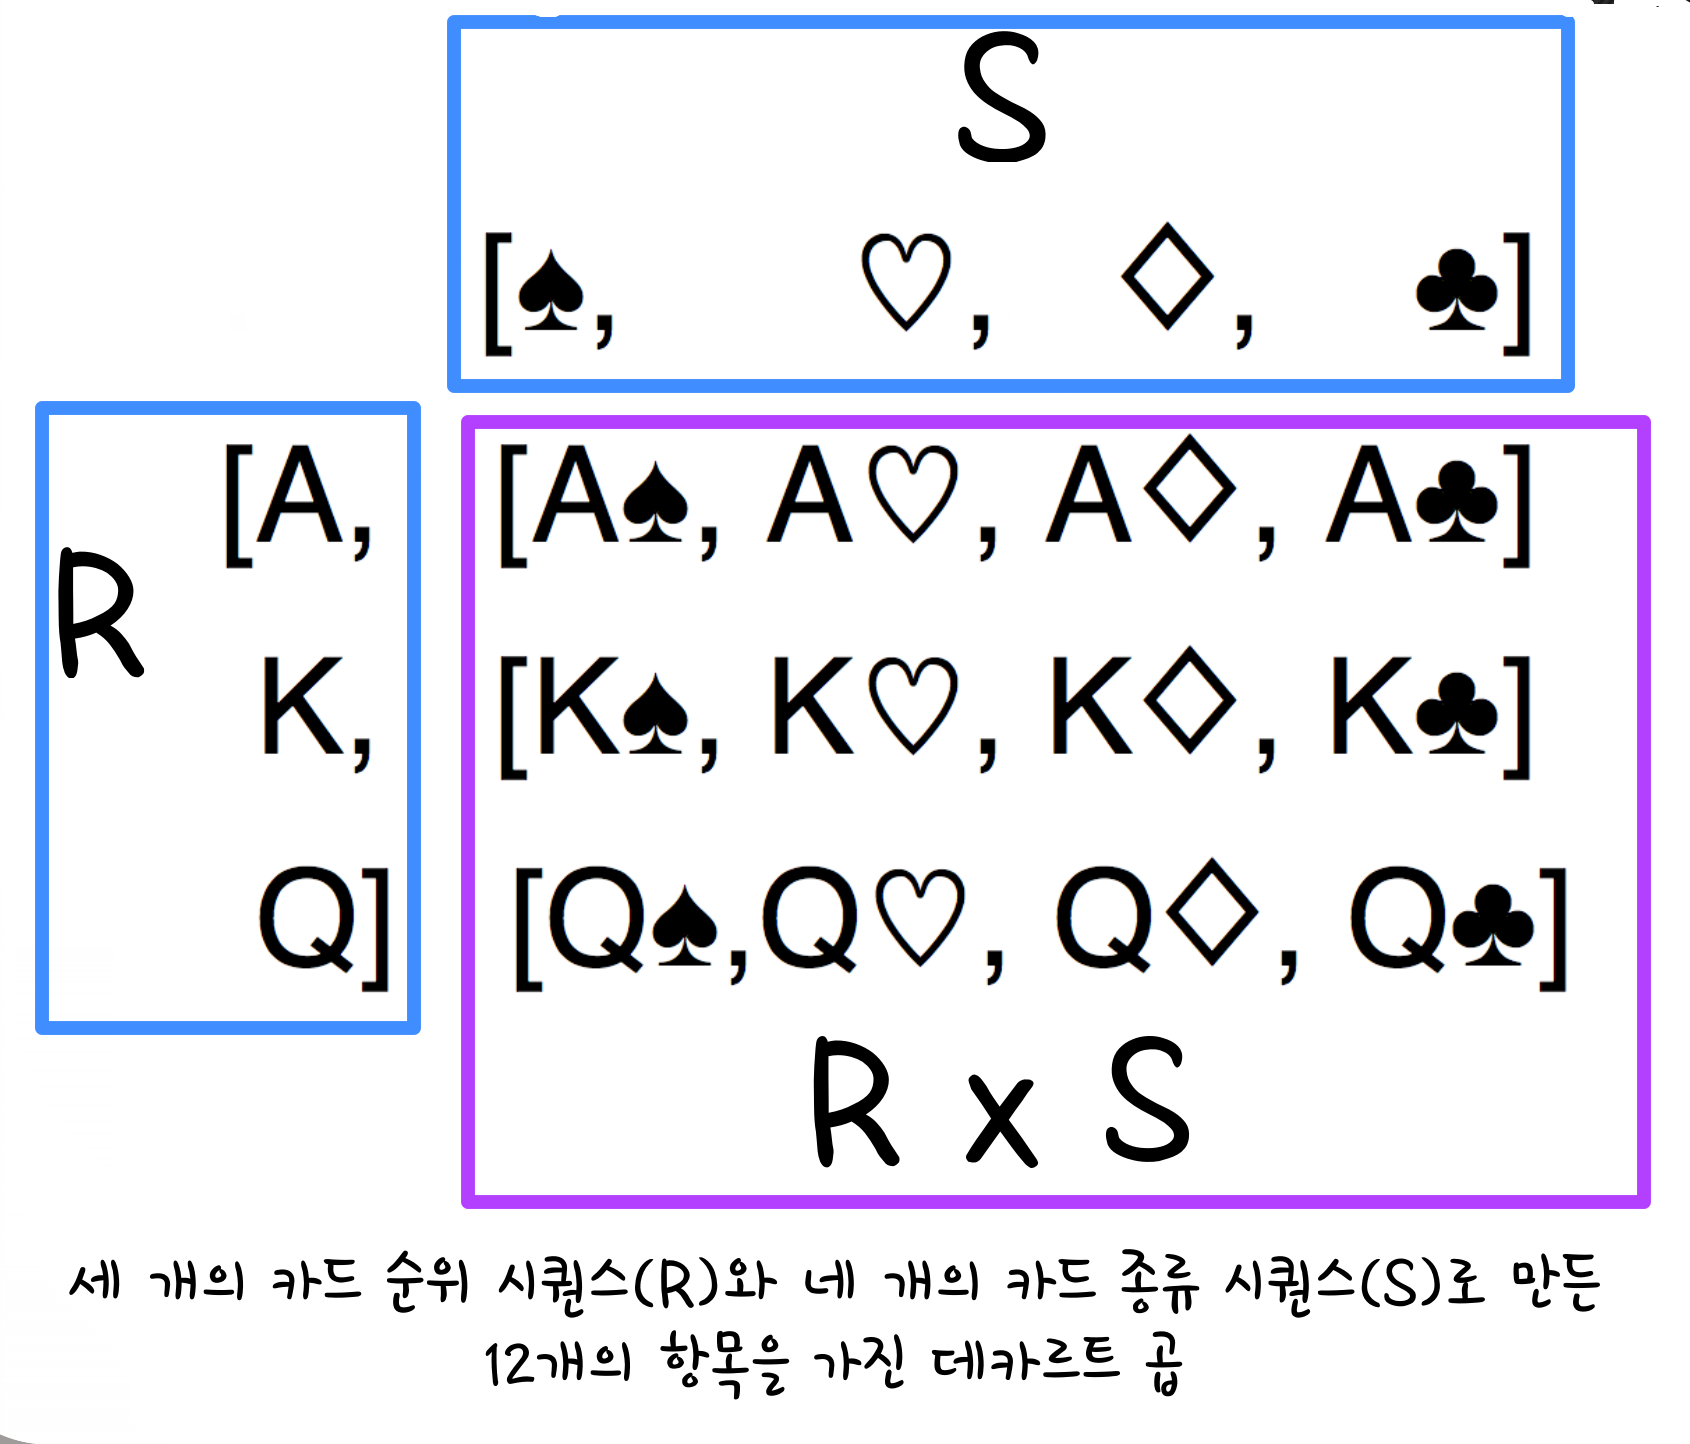 S
[♠, ♡, ◇, ♣]
[A, [A♠, A♡, A◇, A♣]
R
K, [K♠, K♡, K◇, K♣]
Q] [Q♠,Q♡, Q◇, Q♣]
R x S
세 개의 카드 순위 시퀀스(R)와 네 개의 카드 종류 시퀀스(S)로 만든
12개의 항목을 가진 데카르트 곱